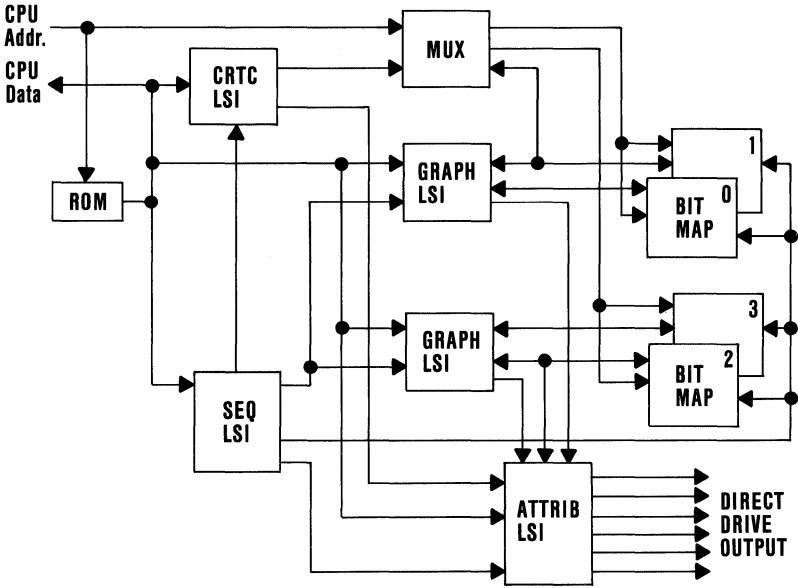 CPU
Addr.
CPU
Data
CRTC
LSI
MUX
ROM
GRAPH
LSI
1
0
BIT
MAP
GRAPH
LSI
3
2
BIT
MAP
SEQ
LSI
ATTRIB
LSI
DIRECT
DRIVE
OUTPUT